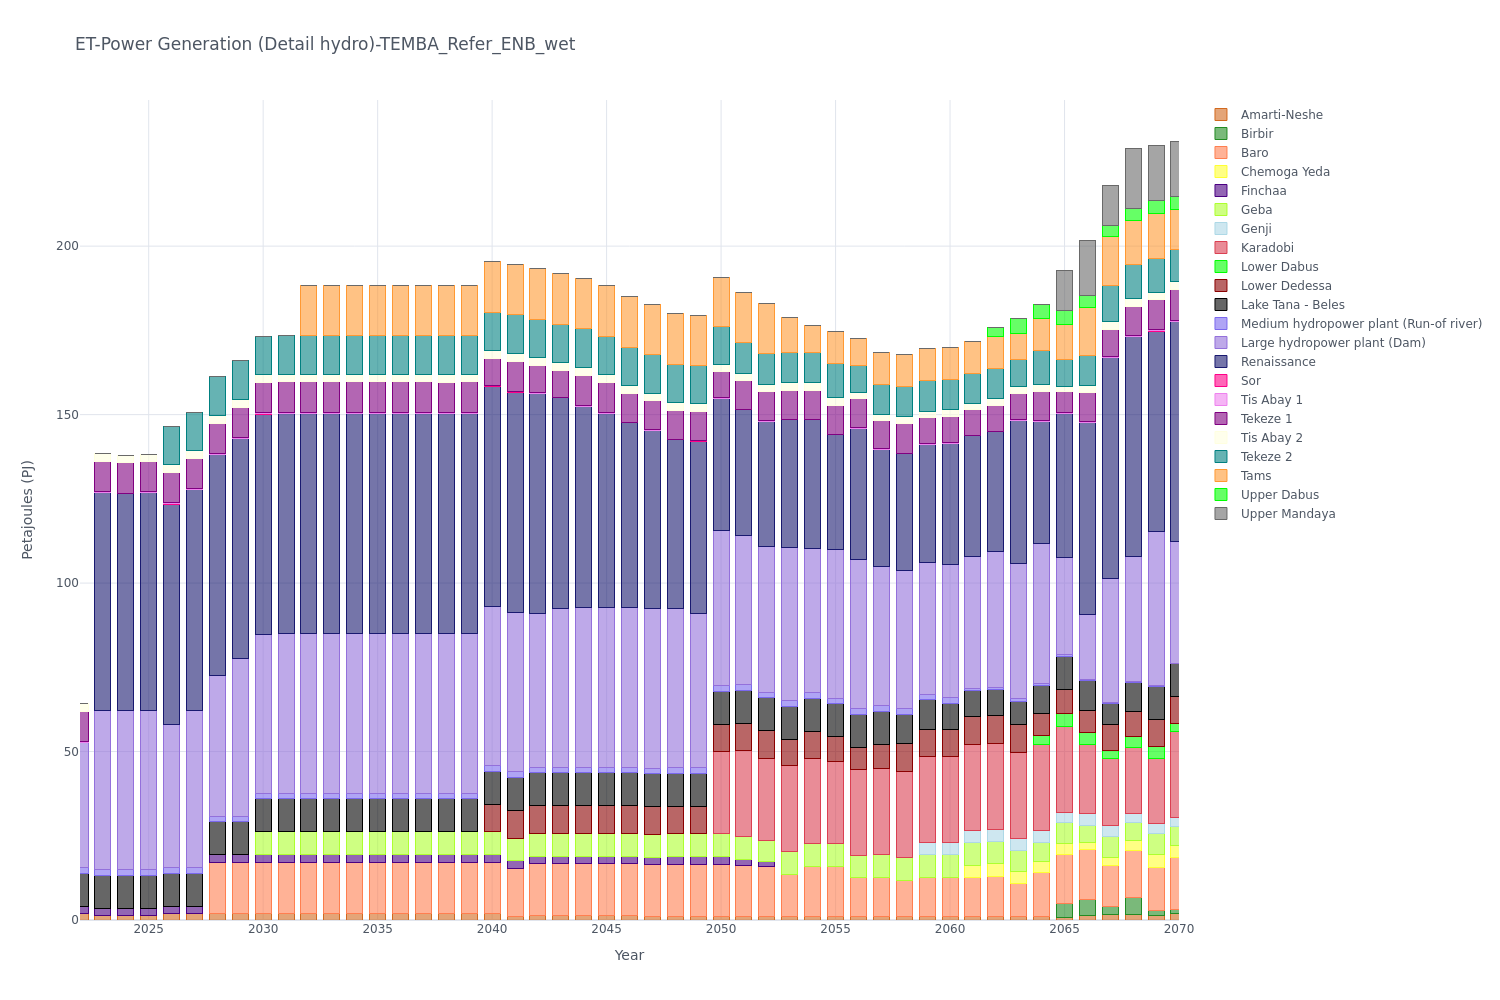 ET-Power Generation (Detail hydro)-TEMBA_Refer_ENB_wet
Petajoules (PJ)
200
150
100
50
0
2025
2030
2035
2040
2045
2050
2055
2060
2065
2070
Year
Amarti-Neshe
Birbir
Baro
Chemoga Yeda
Finchaa
Geba
Genji
Karadobi
Lower Dabus
Lower Dedessa
Lake Tana - Beles
Medium hydropower plant (Run-of river)
Large hydropower plant (Dam)
Renaissance
Sor
Tis Abay 1
Tekeze 1
Tis Abay 2
Tekeze 2
Tams
Upper Dabus
Upper Mandaya